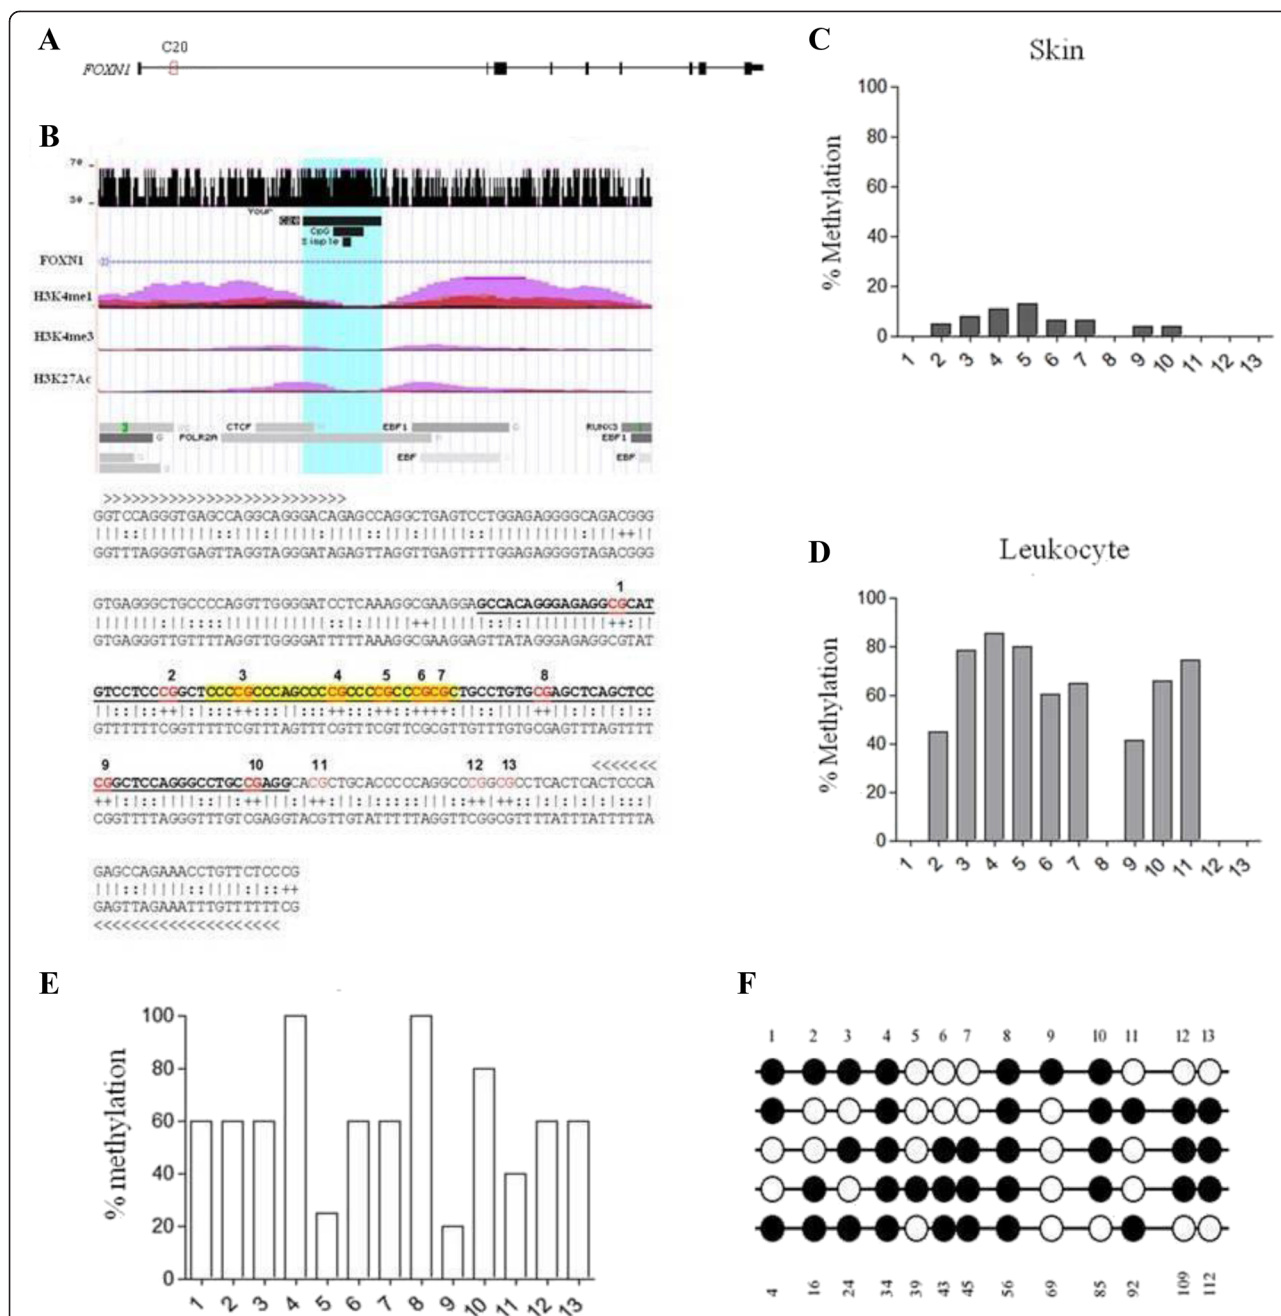 A
C20
FOXN1
B
70
30
Your
C20
CpG
Simple
FOXN1
H3K4me1
H3K4me3
H3K27Ac
CTCF
EBF1
G
RUNX3
G
POLR2A
EBF1
EBF
EBF
>>>>>>>>>>>>>>>>>>>>>>>>>>
GGTCCAGGGTGAGCCAGGCAGGGACAGAGCCAGGCTGAGTCCTGGAGAGGGGCAGACGGG
GGTTTAGGGTGAGTTAGGTAGGGATAGAGTTAGGTTGAGTTTTGGAGAGGGGTAGACGGG
1
GTGAGGGCTGCCCCAGGTTGGGGATCCTCAAAGGCGAAGGAGCCACAGGGAGAGGCGCAT
GTGAGGGTTGTTTTAGGTTGGGGATTTTTAAAGGCGAAGGAGTTATAGGGAGAGGCGTAT
2 3 4 5 6 7 8
GTCCTCCCCGGCTCCCCGCCCAGCCCCGCCCCCGCCCGCGCTGCCTGTGCGAGCTCAGCTCC
GTTTTTTCGGTTTTTCGTTTAGTTTCGTTTCGTTCGCGTTGTTTGTGCGAGTTTAGTTTT
9 10 11 12 13 <<<<<<<
CGGCTCCAGGGCCTGCCGAGGCACGCTGCACCCCCAGGCCCGGCGCCTCACTCACTCCCA
CGGTTTTAGGGTTTGTCGAGGTACGTTGTATTTTTAGGTTCGGCGTTTTATTTATTTTTA
GAGCCAGAAACCTGTTCTCCCG
GAGTTAGAAATTTGTTTTTTCG
<<<<<<<<<<<<<<<<<<<<
C
Skin
% Methylation
100
80
60
40
20
0
1 2 3 4 5 6 7 8 9 10 11 12 13
D
Leukocyte
% Methylation
100
80
60
40
20
0
1 2 3 4 5 6 7 8 9 10 11 12 13
E
% methylation
100
80
60
40
20
0
1 2 3 4 5 6 7 8 9 10 11 12 13
F
1 2 3 4 5 6 7 8 9 10 11 12 13
4 16 24 34 39 43 45 56 69 85 92 109 112